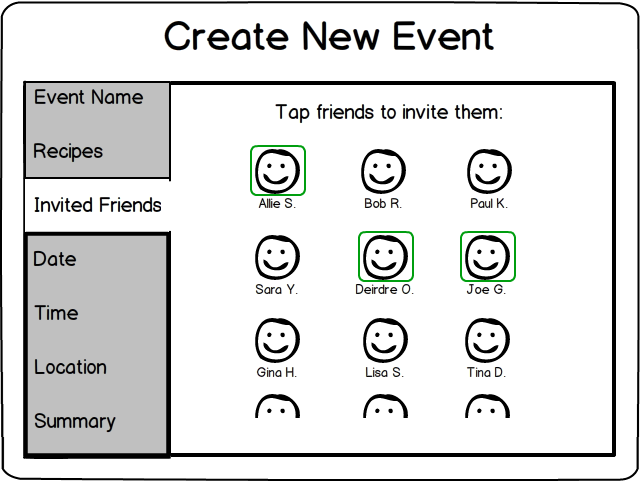 Create New Event
Event Name
Recipes
Invited Friends
Date
Time
Location
Summary
Tap friends to invite them:
Allie S.
Bob R.
Paul K.
Sara Y.
Deirdre O.
Joe G.
Gina H.
Lisa S.
Tina D.